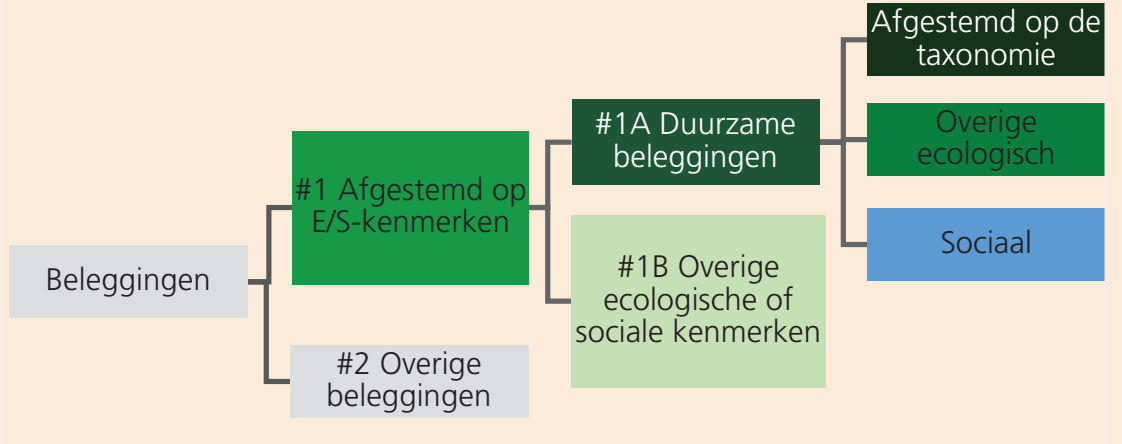 Beleggingen
#1 Afgestemd op
E/S-kenmerken
#2 Overige
beleggingen
#1A Duurzame
beleggingen
#1B Overige
ecologische of
sociale kenmerken
Afgestemd op de
taxonomie
Overige
ecologisch
Sociaal